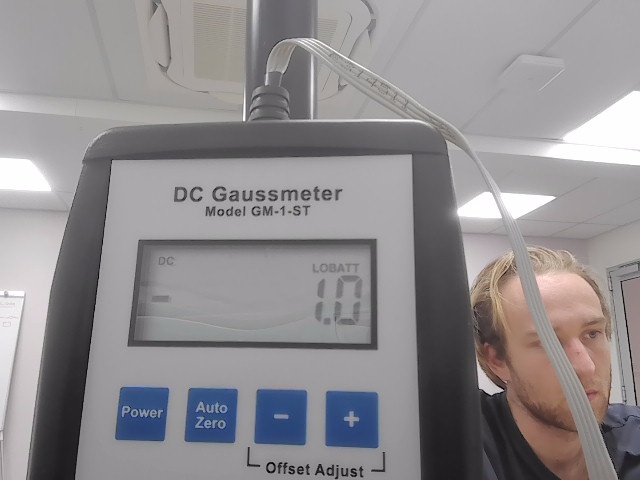 DC Gaussmeter
Model GM-1-ST
DC
LOBATT
- 1.0
Power
Auto
Zero
-
+
Offset Adjust